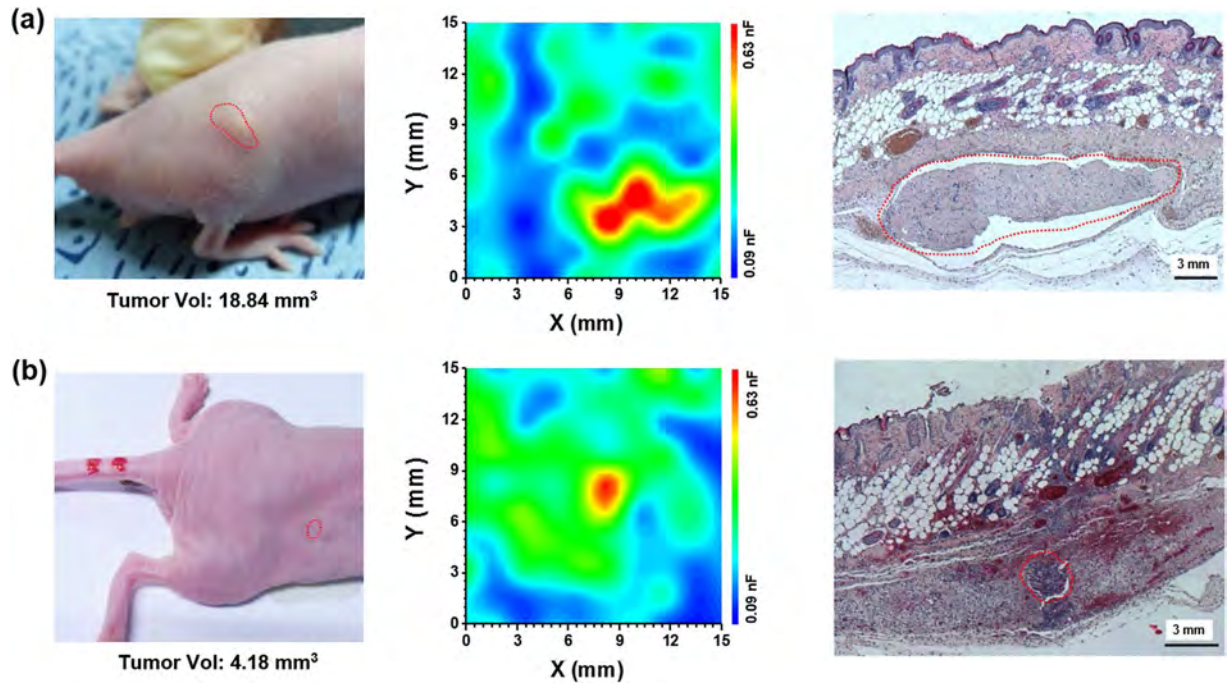 (a)
Tumor Vol: 18.84 mm³
15
12
9
6
3
0
Y (mm)
0 3 6 9 12 15
X (mm)
0.63 nF
0.09 nF
3 mm
(b)
Tumor Vol: 4.18 mm³
15
12
9
6
3
0
Y (mm)
0 3 6 9 12 15
X (mm)
0.63 nF
0.09 nF
3 mm